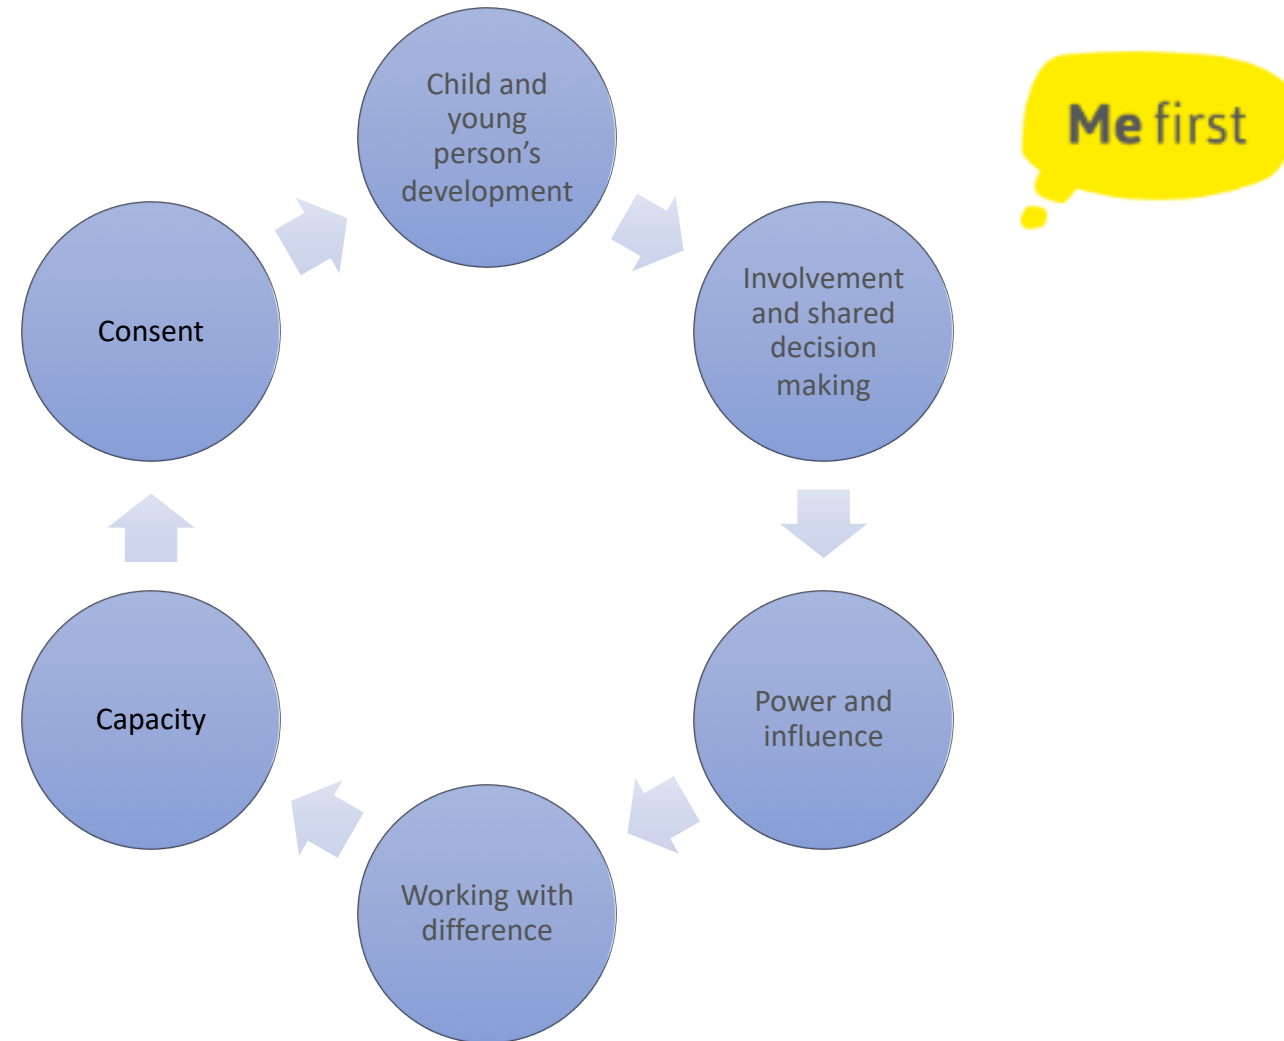 Child and
young
person’s
development
Me first
Involvement
and shared
decision
making
Consent
Power and
influence
Capacity
Working with
difference